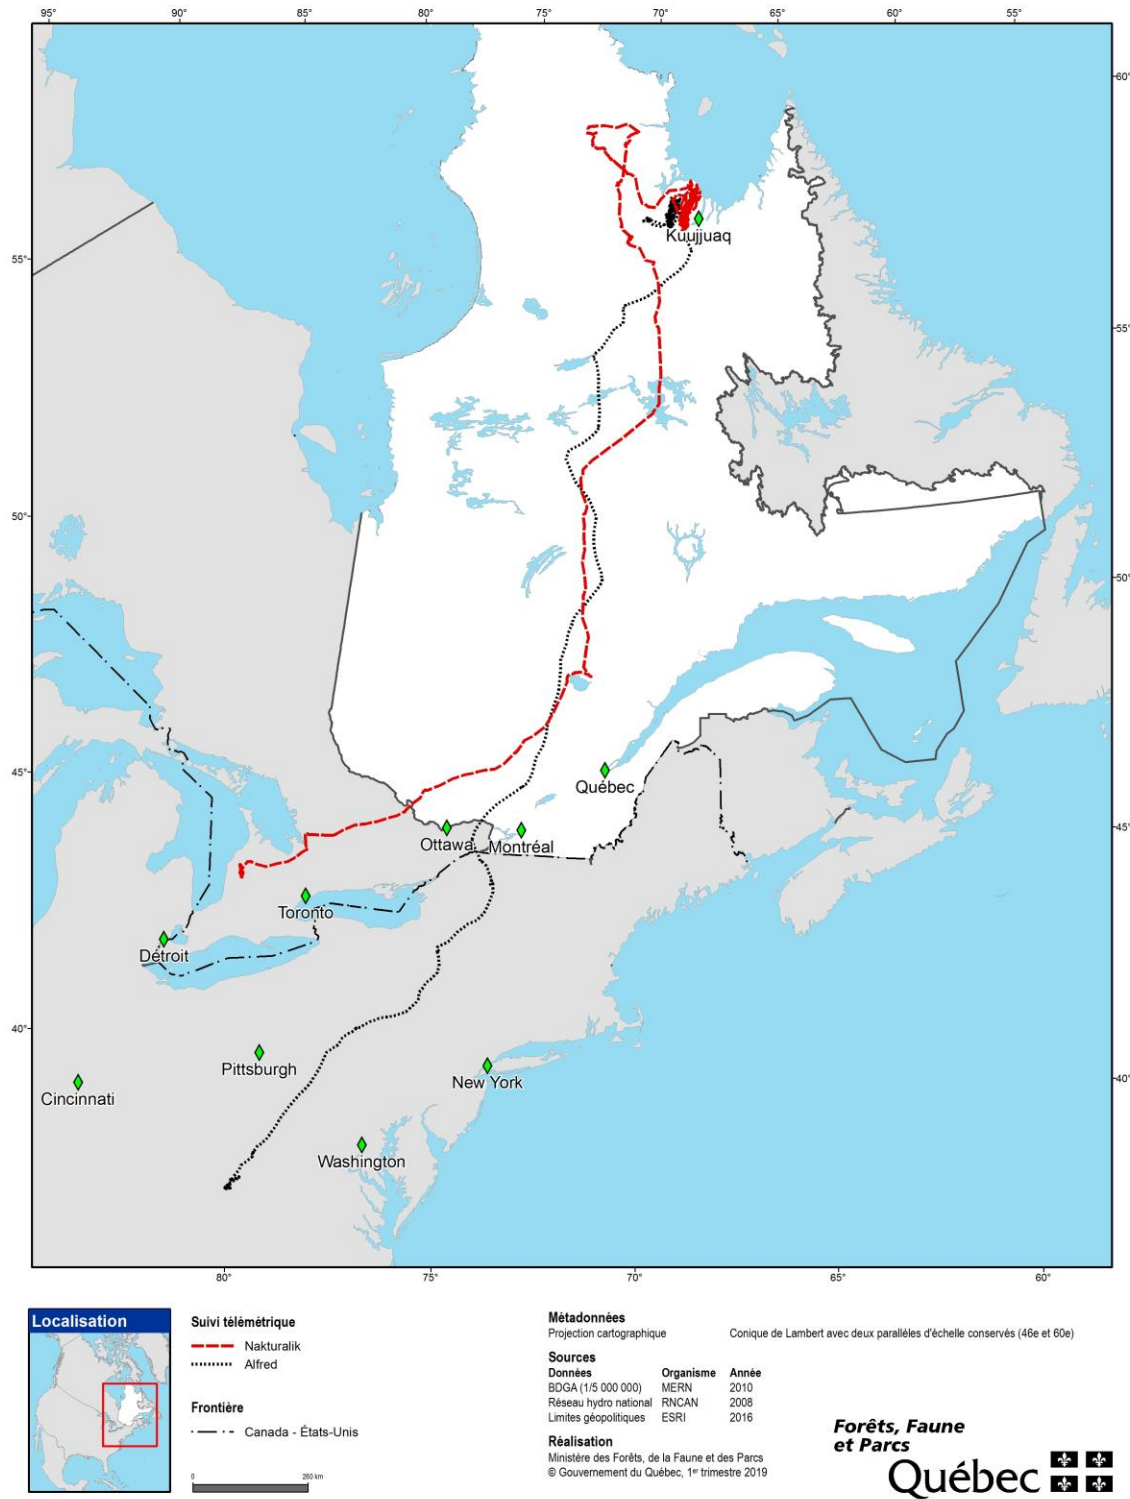 95° 90° 85° 80° 75° 70° 65° 60° 55°
60°
55°
55°
50°
50°
45°
45°
40°
40°
Kuujjuaq
Québec
Ottawa
Montréal
Toronto
Détroit
Pittsburgh
New York
Cincinnati
Washington
80° 75° 70° 65° 60°
Localisation
Suivi télémétrique
Nakturalik
Alfred
Frontière
Canada - États-Unis
0 260 km
Métadonnées
Projection cartographique Conique de Lambert avec deux parallèles d'échelle conservés (46e et 60e)
Sources
Données Organisme Année
BDGA (1/5 000 000) MERN 2010
Réseau hydro national RNCAN 2008
Limites géopolitiques ESRI 2016
Réalisation
Ministère des Forêts, de la Faune et des Parcs
© Gouvernement du Québec, 1er trimestre 2019
Forêts, Faune
et Parcs
Québec